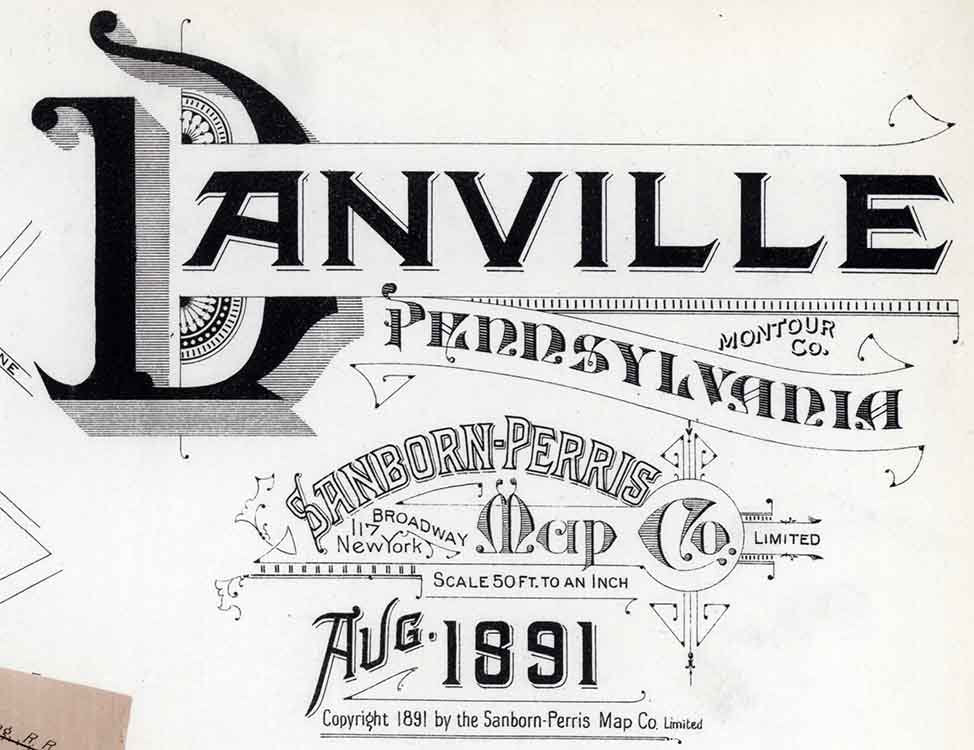 DANVILLE
PENNSYLVANIA
MONTOUR
CO.
SANBORN-PERRIS
117 BROADWAY
New York
Map Co.
LIMITED
SCALE 50 FT. TO AN INCH
AUG. 1891
Copyright 1891 by the Sanborn-Perris Map Co. Limited
NE
R.R.